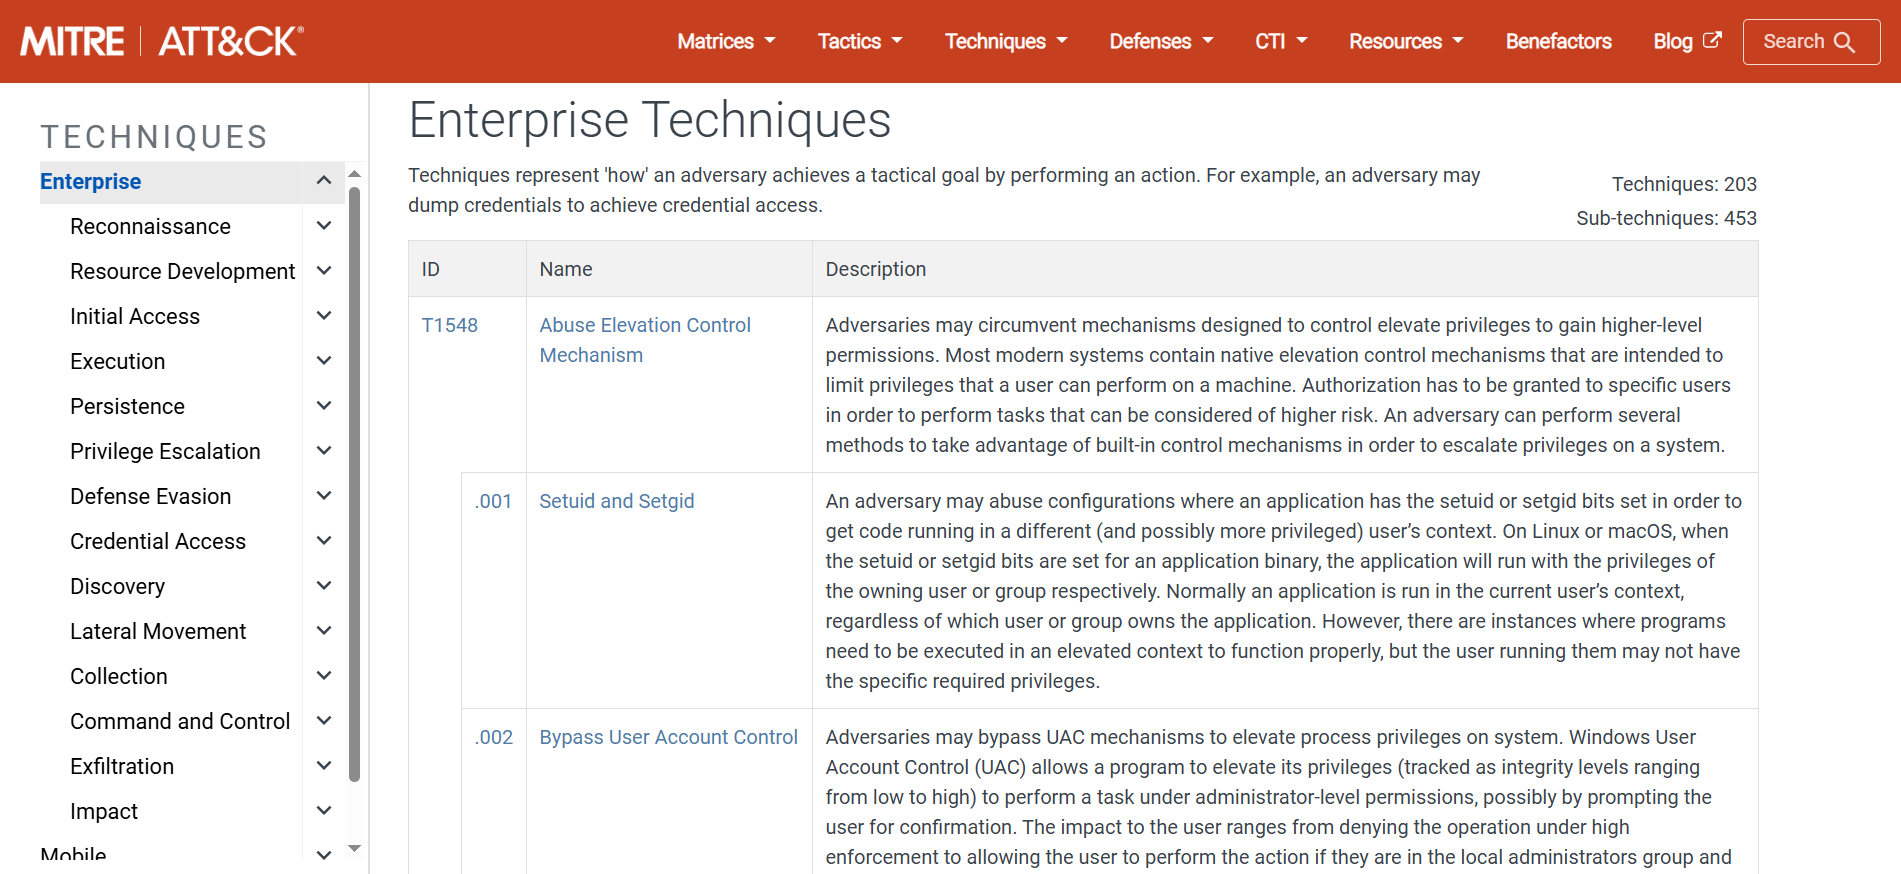 MITRE | ATT&CK®
Matrices
Tactics
Techniques
Defenses
CTI
Resources
Benefactors
Blog
Search
TECHNIQUES
Enterprise
Reconnaissance
Resource Development
Initial Access
Execution
Persistence
Privilege Escalation
Defense Evasion
Credential Access
Discovery
Lateral Movement
Collection
Command and Control
Exfiltration
Impact
Mobile
Enterprise Techniques
Techniques represent 'how' an adversary achieves a tactical goal by performing an action. For example, an adversary may
dump credentials to achieve credential access.
Techniques: 203
Sub-techniques: 453
ID Name Description
T1548
Abuse Elevation Control
Mechanism
Adversaries may circumvent mechanisms designed to control elevate privileges to gain higher-level
permissions. Most modern systems contain native elevation control mechanisms that are intended to
limit privileges that a user can perform on a machine. Authorization has to be granted to specific users
in order to perform tasks that can be considered of higher risk. An adversary can perform several
methods to take advantage of built-in control mechanisms in order to escalate privileges on a system.
.001
Setuid and Setgid
An adversary may abuse configurations where an application has the setuid or setgid bits set in order to
get code running in a different (and possibly more privileged) user’s context. On Linux or macOS, when
the setuid or setgid bits are set for an application binary, the application will run with the privileges of
the owning user or group respectively. Normally an application is run in the current user’s context,
regardless of which user or group owns the application. However, there are instances where programs
need to be executed in an elevated context to function properly, but the user running them may not have
the specific required privileges.
.002
Bypass User Account Control
Adversaries may bypass UAC mechanisms to elevate process privileges on system. Windows User
Account Control (UAC) allows a program to elevate its privileges (tracked as integrity levels ranging
from low to high) to perform a task under administrator-level permissions, possibly by prompting the
user for confirmation. The impact to the user ranges from denying the operation under high
enforcement to allowing the user to perform the action if they are in the local administrators group and